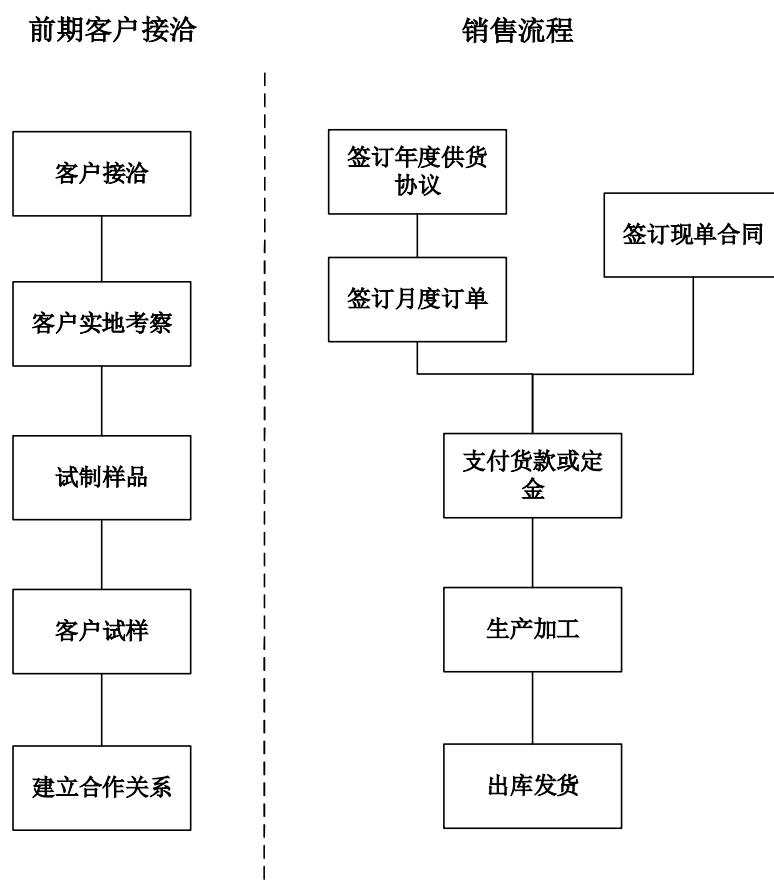 前期客户接洽
客户接洽
客户实地考察
试制样品
客户试样
建立合作关系
销售流程
签订年度供货
协议
签订月度订单
签订现单合同
支付货款或定
金
生产加工
出库发货